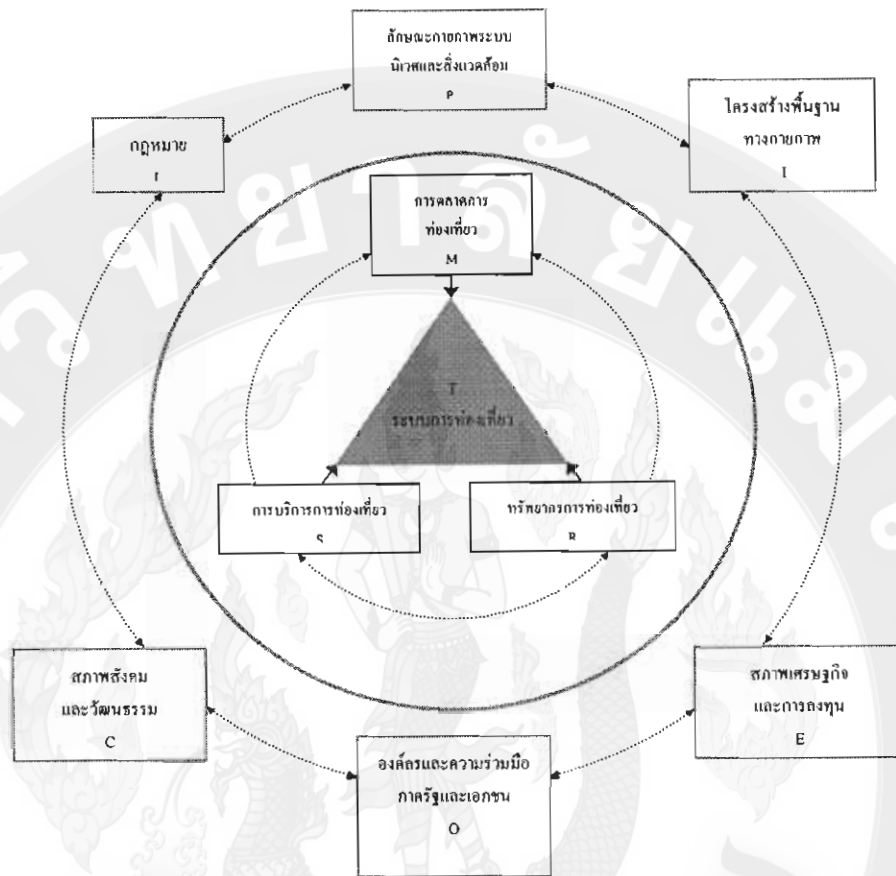 ลักษณะกายภาพระบบ
นิเวศและสิ่งแวดล้อม
P
โครงสร้างพื้นฐาน
ทางกายภาพ
I
กฎหมาย
การตลาดการ
ท่องเที่ยว
M
T
ระบบการท่องเที่ยว
การบริการการท่องเที่ยว
S
ทรัพยากรการท่องเที่ยว
R
สภาพสังคม
และวัฒนธรรม
C
สภาพเศรษฐกิจ
และการลงทุน
E
องค์กรและความร่วมมือ
ภาครัฐและเอกชน
O